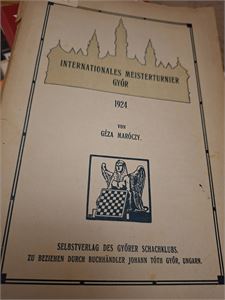 INTERNATIONALES MEISTERTURNIER
GYŐR
1924
VON
GÉZA MARÓCZY.
SELBSTVERLAG DES GYŐRER SCHACHKLUBS.
ZU BEZIEHEN DURCH BUCHHÄNDLER JOHANN TÓTH GYŐR, UNGARN.